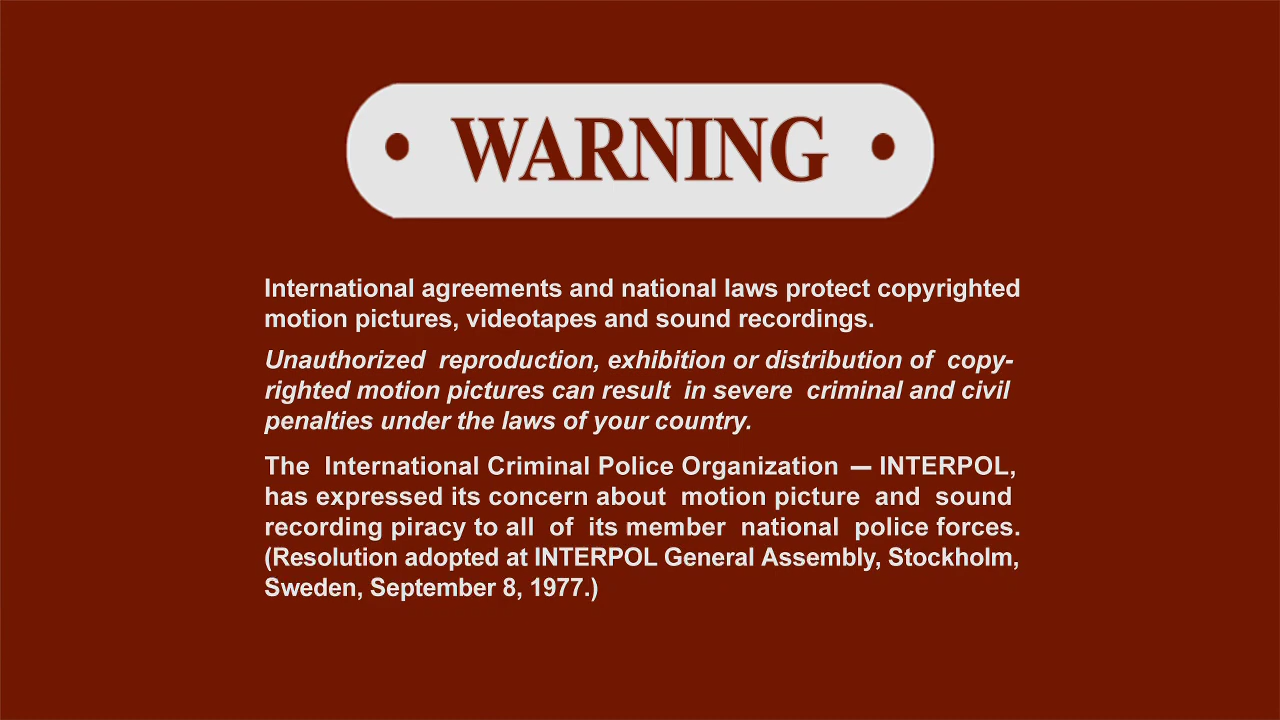 WARNING
International agreements and national laws protect copyrighted
motion pictures, videotapes and sound recordings.
Unauthorized reproduction, exhibition or distribution of copy-
righted motion pictures can result in severe criminal and civil
penalties under the laws of your country.
The International Criminal Police Organization — INTERPOL,
has expressed its concern about motion picture and sound
recording piracy to all of its member national police forces.
(Resolution adopted at INTERPOL General Assembly, Stockholm,
Sweden, September 8, 1977.)